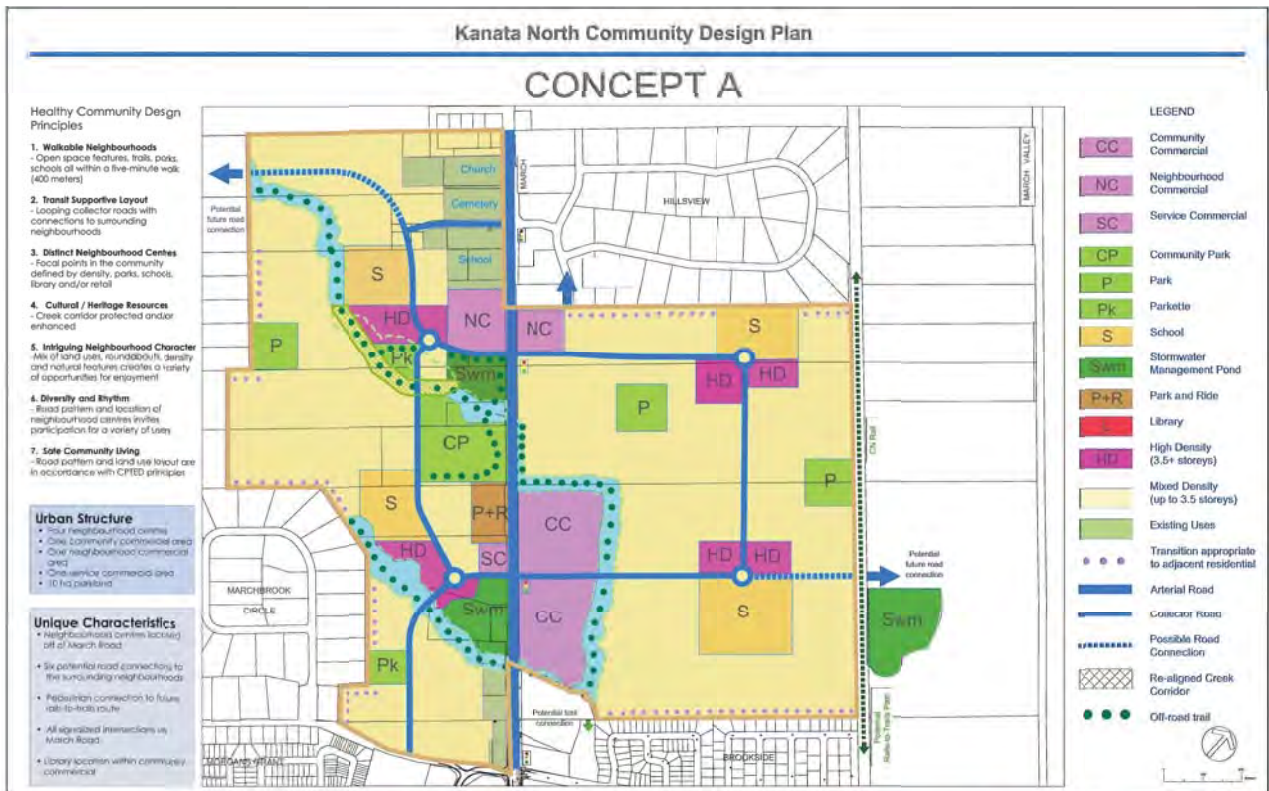 Kanata North Community Design Plan
CONCEPT A
Healthy Community Desgn
Principles
1. Walkable Neighbourhoods
- Open space features, trails, parks,
schools all within a five-minute walk
(400 meters)
2. Transit Supportive Layout
- Looping collector roads with
connections to surrounding
neighbourhoods
3. Distinct Neighbourhood Centres
- Focal points in the community
defined by density, parks, schools,
library and/or retail
4. Cultural / Heritage Resources
- Creek corridor protected and/or
enhanced
5. Intriguing Neighbourhood Character
- Mix of land uses, roundabouts, density
and natural features creates a variety
of opportunities for enjoyment
6. Diversity and Rhythm
- Road pattern and location of
neighbourhood centres invites
participation for a variety of uses
7. Safe Community Living
- Road pattern and land use layout are
in accordance with CPTED principles
Urban Structure
• Four neighbourhood centres
• One community commercial area
• One neighbourhood commercial
area
• One service commercial area
• 10 ha parkland
Unique Characteristics
• Neighbourhood centres located
off of March Road
• Six potential road connections to
the surrounding neighbourhoods
• Pedestrian connection to future
rails-to-trails route
• All signalized intersections on
March Road
• Library location within community
commercial
Potential
future road
connection
Church
Cemetery
School
MARCH
HILLSVIEW
MARCH VALLEY
S
HD
NC
NC
S
P
Pk
Swm
HD
HD
P
CP
CN Rail
P
S
P+R
CC
HD
SC
HD
HD
Potential
future road
connection
MARCHBROOK
CIRCLE
Swm
CC
S
Swm
Pk
Potential trail
connection
Potential
Rails-to-Trails Plan
MORGANS GRANT
BROOKSIDE
LEGEND
CC
Community
Commercial
NC
Neighbourhood
Commercial
SC
Service Commercial
CP
Community Park
P
Park
Pk
Parkette
S
School
Swm
Stormwater
Management Pond
P+R
Park and Ride
Library
HD
High Density
(3.5+ storeys)
Mixed Density
(up to 3.5 storeys)
Existing Uses
Transition appropriate
to adjacent residential
Arterial Road
Collector Road
Possible Road
Connection
Re-aligned Creek
Corridor
Off-road trail